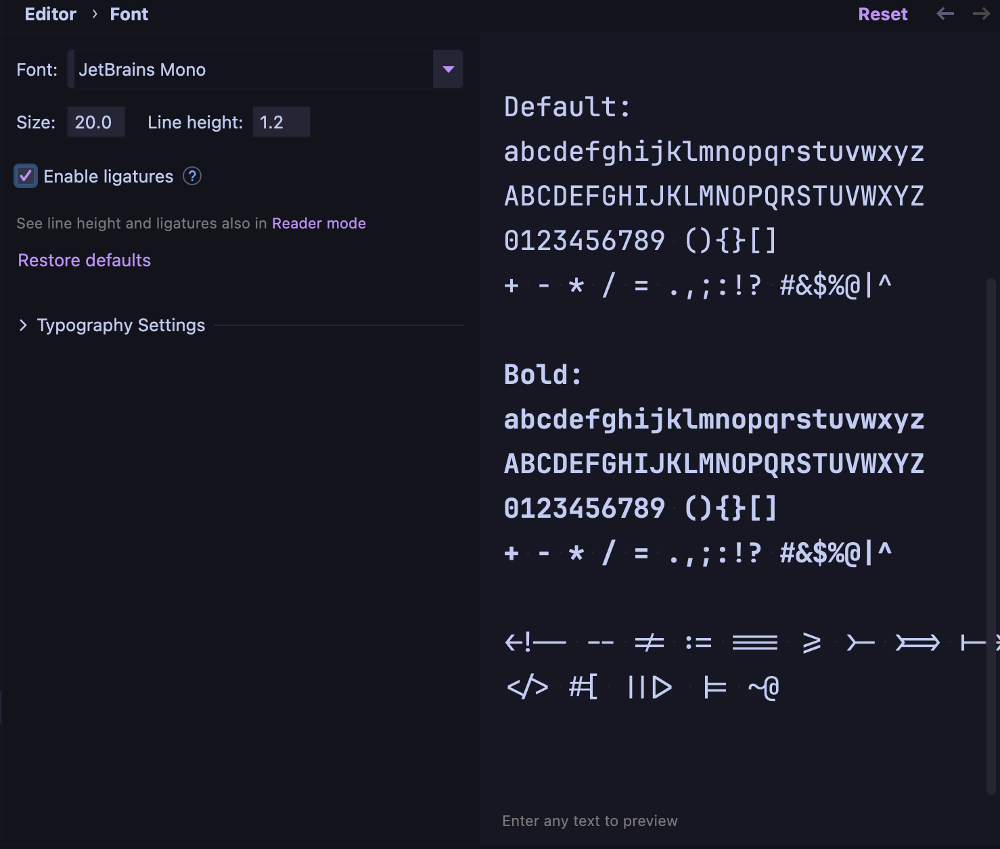 Editor › Font
Reset ← →
Font: JetBrains Mono
Size: 20.0 Line height: 1.2
Enable ligatures ?
See line height and ligatures also in Reader mode
Restore defaults
Typography Settings
Default:
abcdefghijklmnopqrstuvwxyz
ABCDEFGHIJKLMNOPQRSTUVWXYZ
0123456789 (){}[]
+ - * / = .,;:!? #&$%@|^
Bold:
abcdefghijklmnopqrstuvwxyz
ABCDEFGHIJKLMNOPQRSTUVWXYZ
0123456789 (){}[]
+ - * / = .,;:!? #&$%@|^
<!-- -- != := === >= >- >=> |->
</> #[ ||> |= ~@
Enter any text to preview